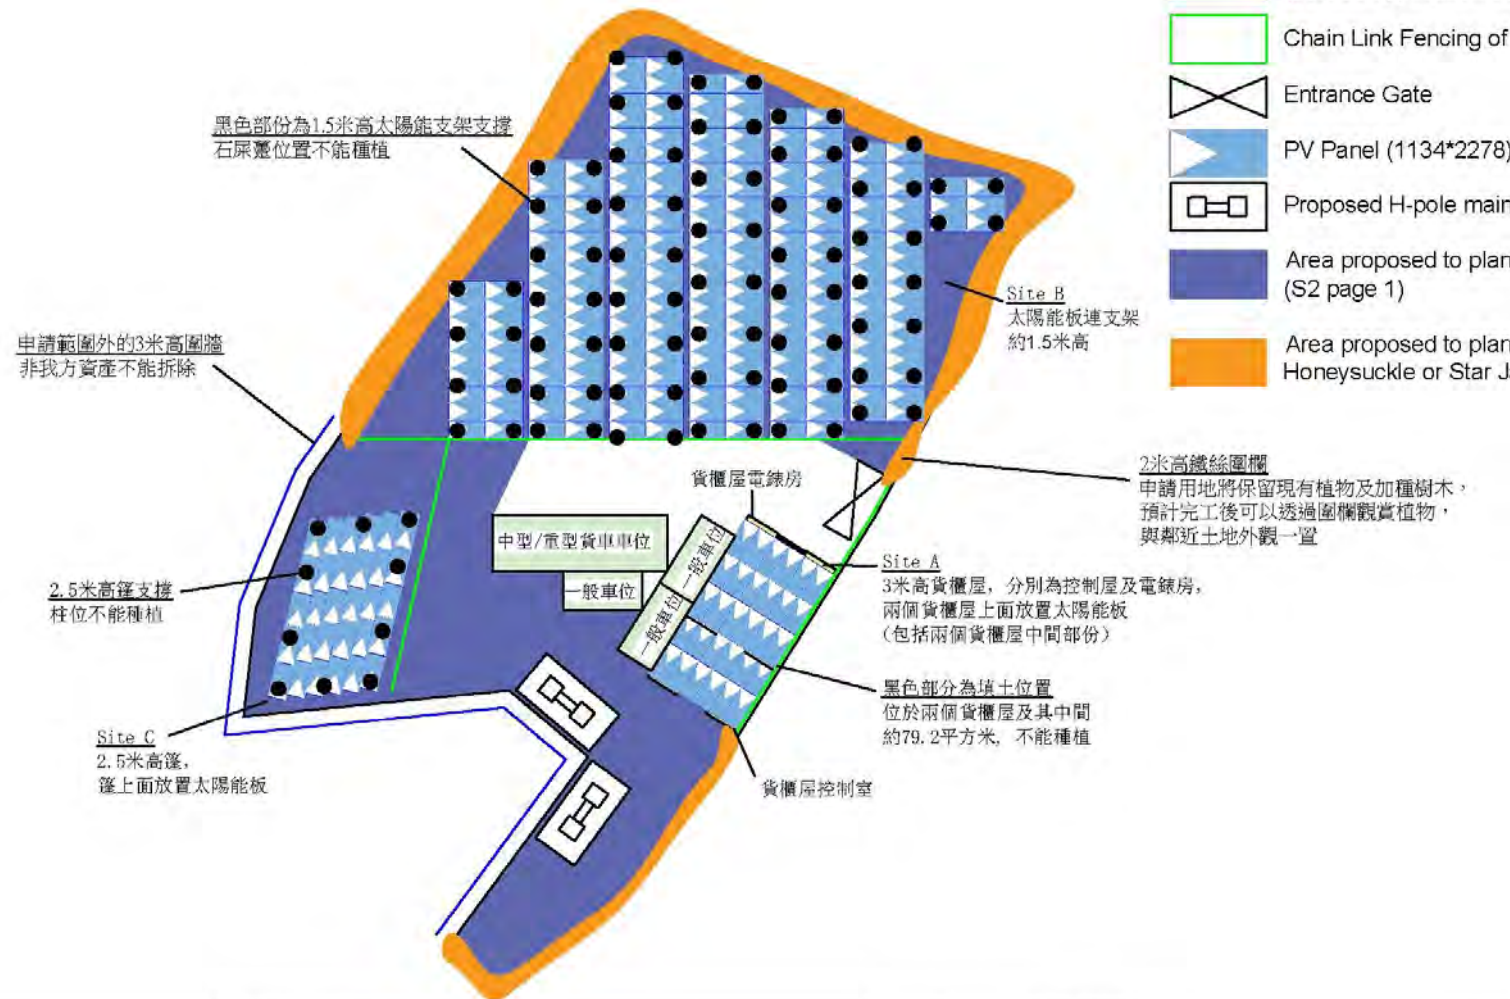 Chain Link Fencing of
Entrance Gate
PV Panel (1134*2278)
Proposed H-pole main
Area proposed to plan
(S2 page 1)
Area proposed to plan
Honeysuckle or Star J
黑色部份為1.5米高太陽能支架支撐
石屎躉位置不能種植
申請範圍外的3米高圍牆
非我方資產不能拆除
Site B
太陽能板連支架
約1.5米高
2米高鐵絲圍欄
申請用地將保留現有植物及加種樹木，
預計完工後可以透過圍欄觀賞植物，
與鄰近土地外觀一置
貨櫃屋電錶房
中型/重型貨車車位
一般車位
一般車位
一般車位
Site A
3米高貨櫃屋，分別為控制屋及電錶房，
兩個貨櫃屋上面放置太陽能板
(包括兩個貨櫃屋中間部份)
2.5米高篷支撐
柱位不能種植
黑色部分為填土位置
位於兩個貨櫃屋及其中間
約79.2平方米, 不能種植
Site C
2.5米高篷，
篷上面放置太陽能板
貨櫃屋控制室